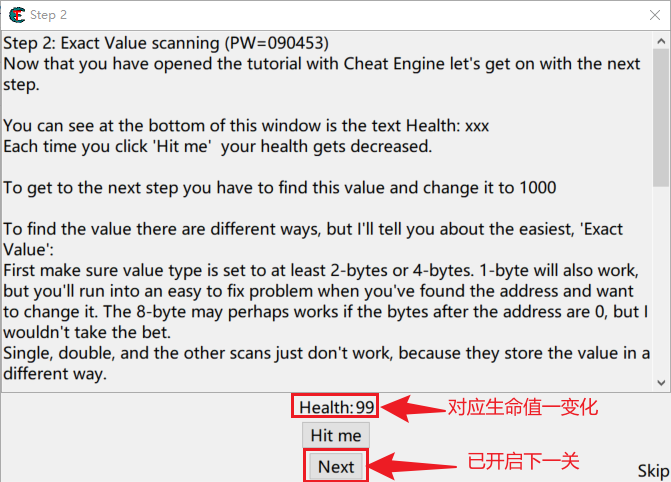 Step 2
Step 2: Exact Value scanning (PW=090453)
Now that you have opened the tutorial with Cheat Engine let's get on with the next
step.
You can see at the bottom of this window is the text Health: xxx
Each time you click 'Hit me'  your health gets decreased.
To get to the next step you have to find this value and change it to 1000
To find the value there are different ways, but I'll tell you about the easiest, 'Exact
Value':
First make sure value type is set to at least 2-bytes or 4-bytes. 1-byte will also work,
but you'll run into an easy to fix problem when you've found the address and want
to change it. The 8-byte may perhaps works if the bytes after the address are 0, but I
wouldn't take the bet.
Single, double, and the other scans just don't work, because they store the value in a
different way.
Health: 99
对应生命值一变化
Hit me
Next
已开启下一关
Skip